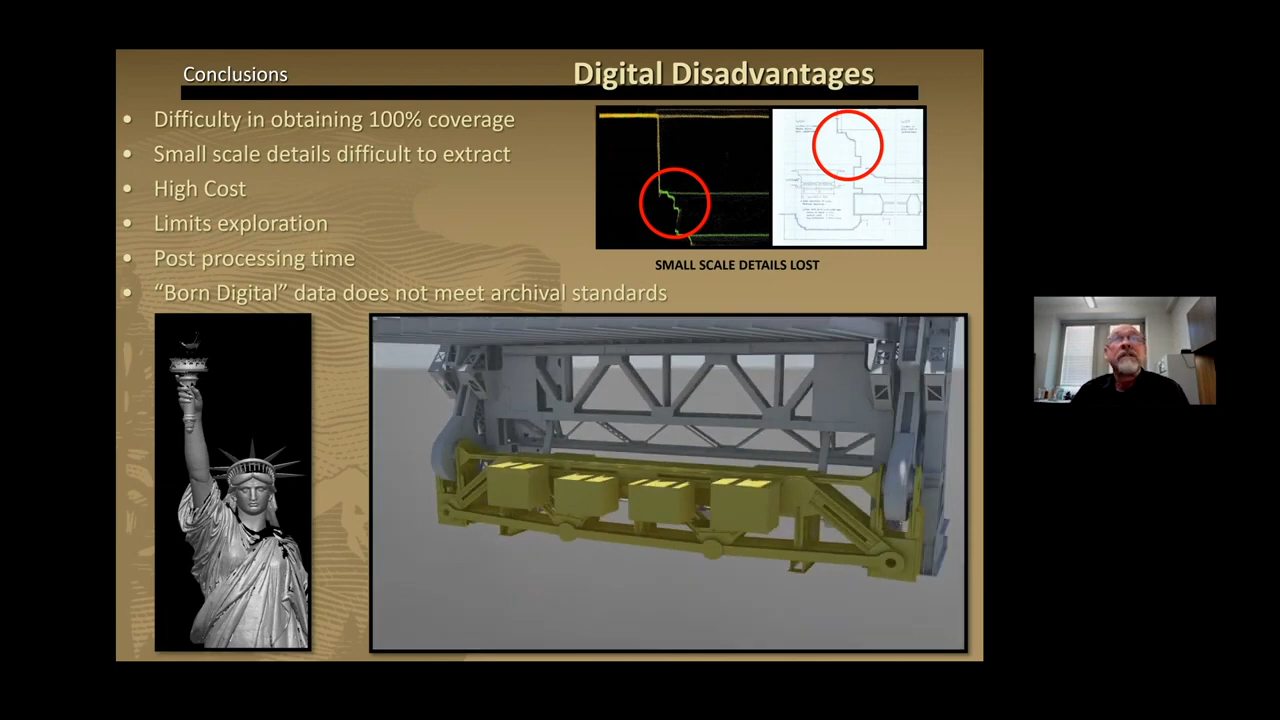 Conclusions
Digital Disadvantages
• Difficulty in obtaining 100% coverage
• Small scale details difficult to extract
• High Cost
• Limits exploration
• Post processing time
• “Born Digital” data does not meet archival standards
SMALL SCALE DETAILS LOST